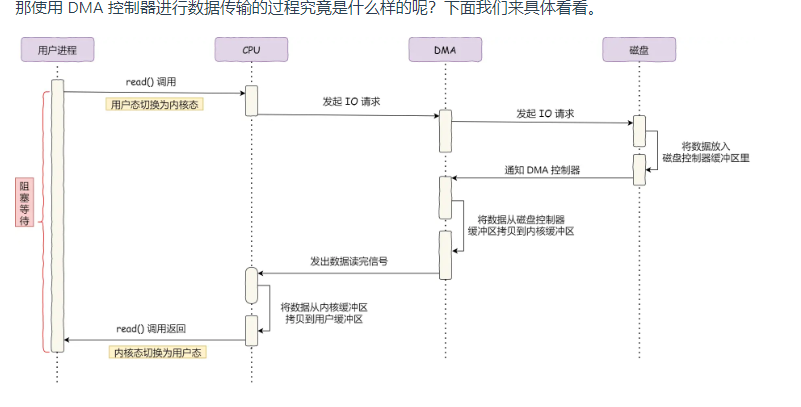 那使用 DMA 控制器进行数据传输的过程究竟是什么样的呢？下面我们来具体看看。
用户进程
CPU
DMA
磁盘
read() 调用
用户态切换为内核态
发起 IO 请求
发起 IO 请求
将数据放入
磁盘控制器缓冲区里
通知 DMA 控制器
阻
塞
等
待
将数据从磁盘控制器
缓冲区拷贝到内核缓冲区
发出数据读完信号
将数据从内核缓冲区
拷贝到用户缓冲区
read() 调用返回
内核态切换为用户态